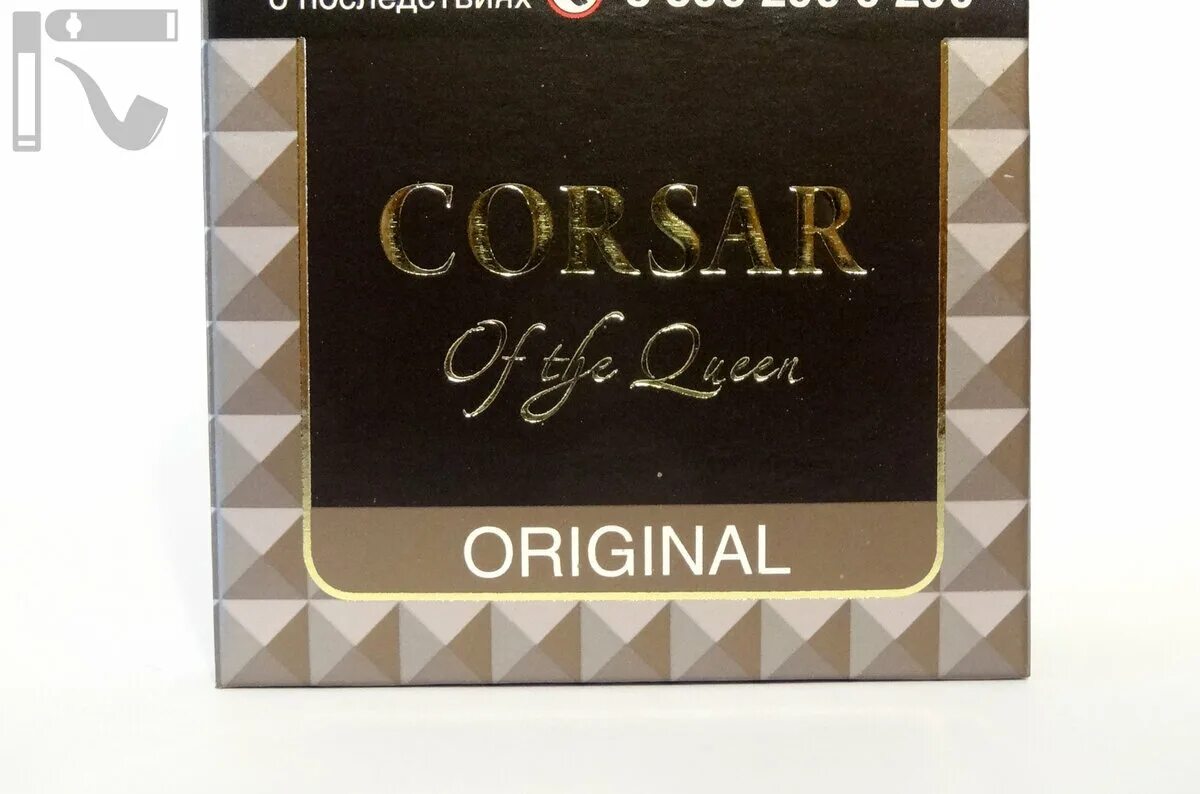 о последствиях
CORSAR
Of the Queen
ORIGINAL